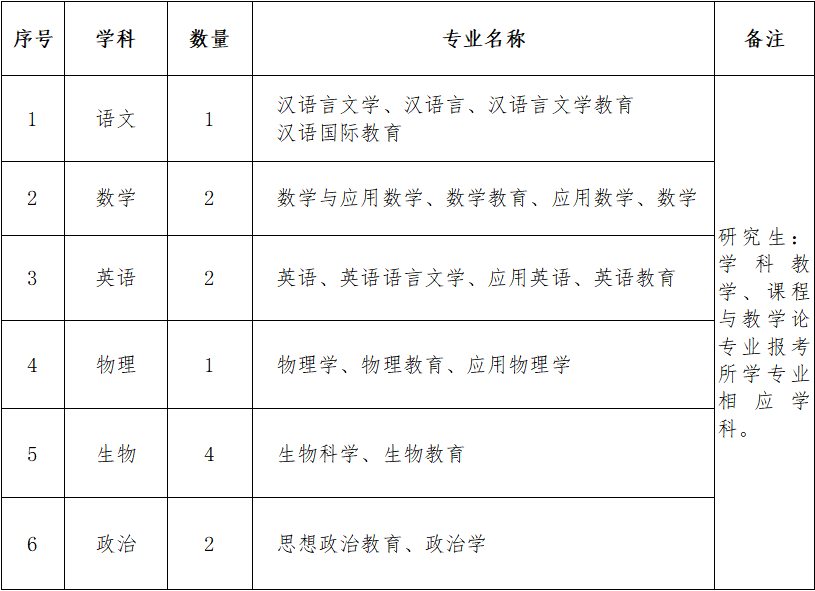 序号 学科 数量 专业名称 备注
1 语文 1 汉语言文学、汉语言、汉语言文学教育
汉语国际教育
2 数学 2 数学与应用数学、数学教育、应用数学、数学
3 英语 2 英语、英语语言文学、应用英语、英语教育
4 物理 1 物理学、物理教育、应用物理学
5 生物 4 生物科学、生物教育
6 政治 2 思想政治教育、政治学
研究生：
学科教
学、课程
与教学论
专业报考
所学专业
相应学
科。